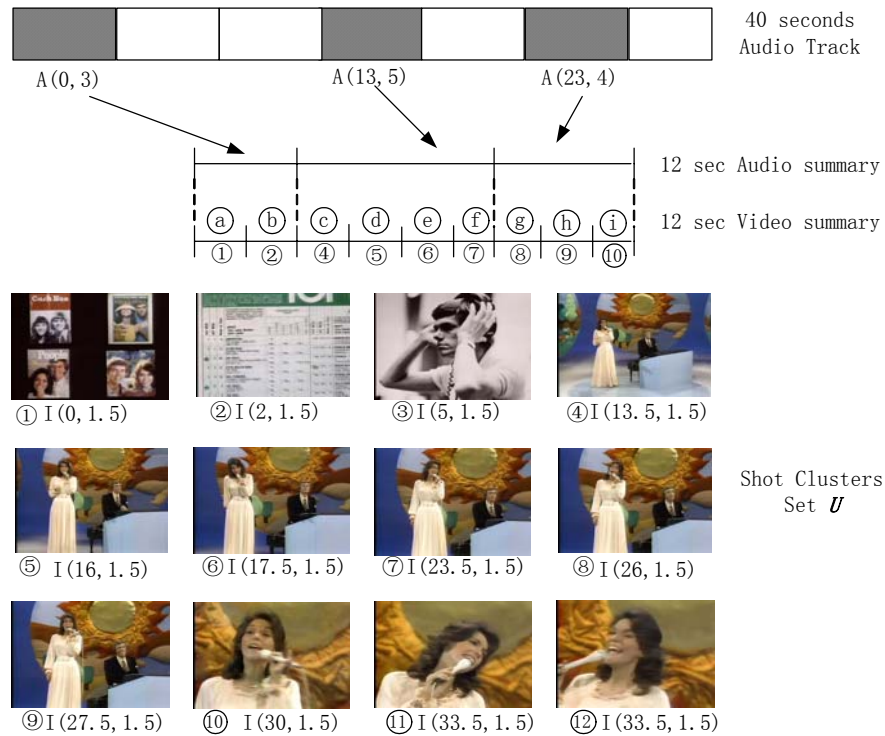 40 seconds
Audio Track
A(0,3) A(13,5) A(23,4)
12 sec Audio summary
ⓐ ⓑ ⓒ ⓓ ⓔ ⓕ ⓖ ⓗ ⓘ
12 sec Video summary
① ② ④ ⑤ ⑥ ⑦ ⑧ ⑨ ⑩
Cash Box
People
① I(0,1.5) ② I(2,1.5) ③ I(5,1.5) ④ I(13.5,1.5)
Shot Clusters
Set U
⑤ I(16,1.5) ⑥ I(17.5,1.5) ⑦ I(23.5,1.5) ⑧ I(26,1.5)
⑨ I(27.5,1.5) ⑩ I(30,1.5) ⑪ I(33.5,1.5) ⑫ I(33.5,1.5)